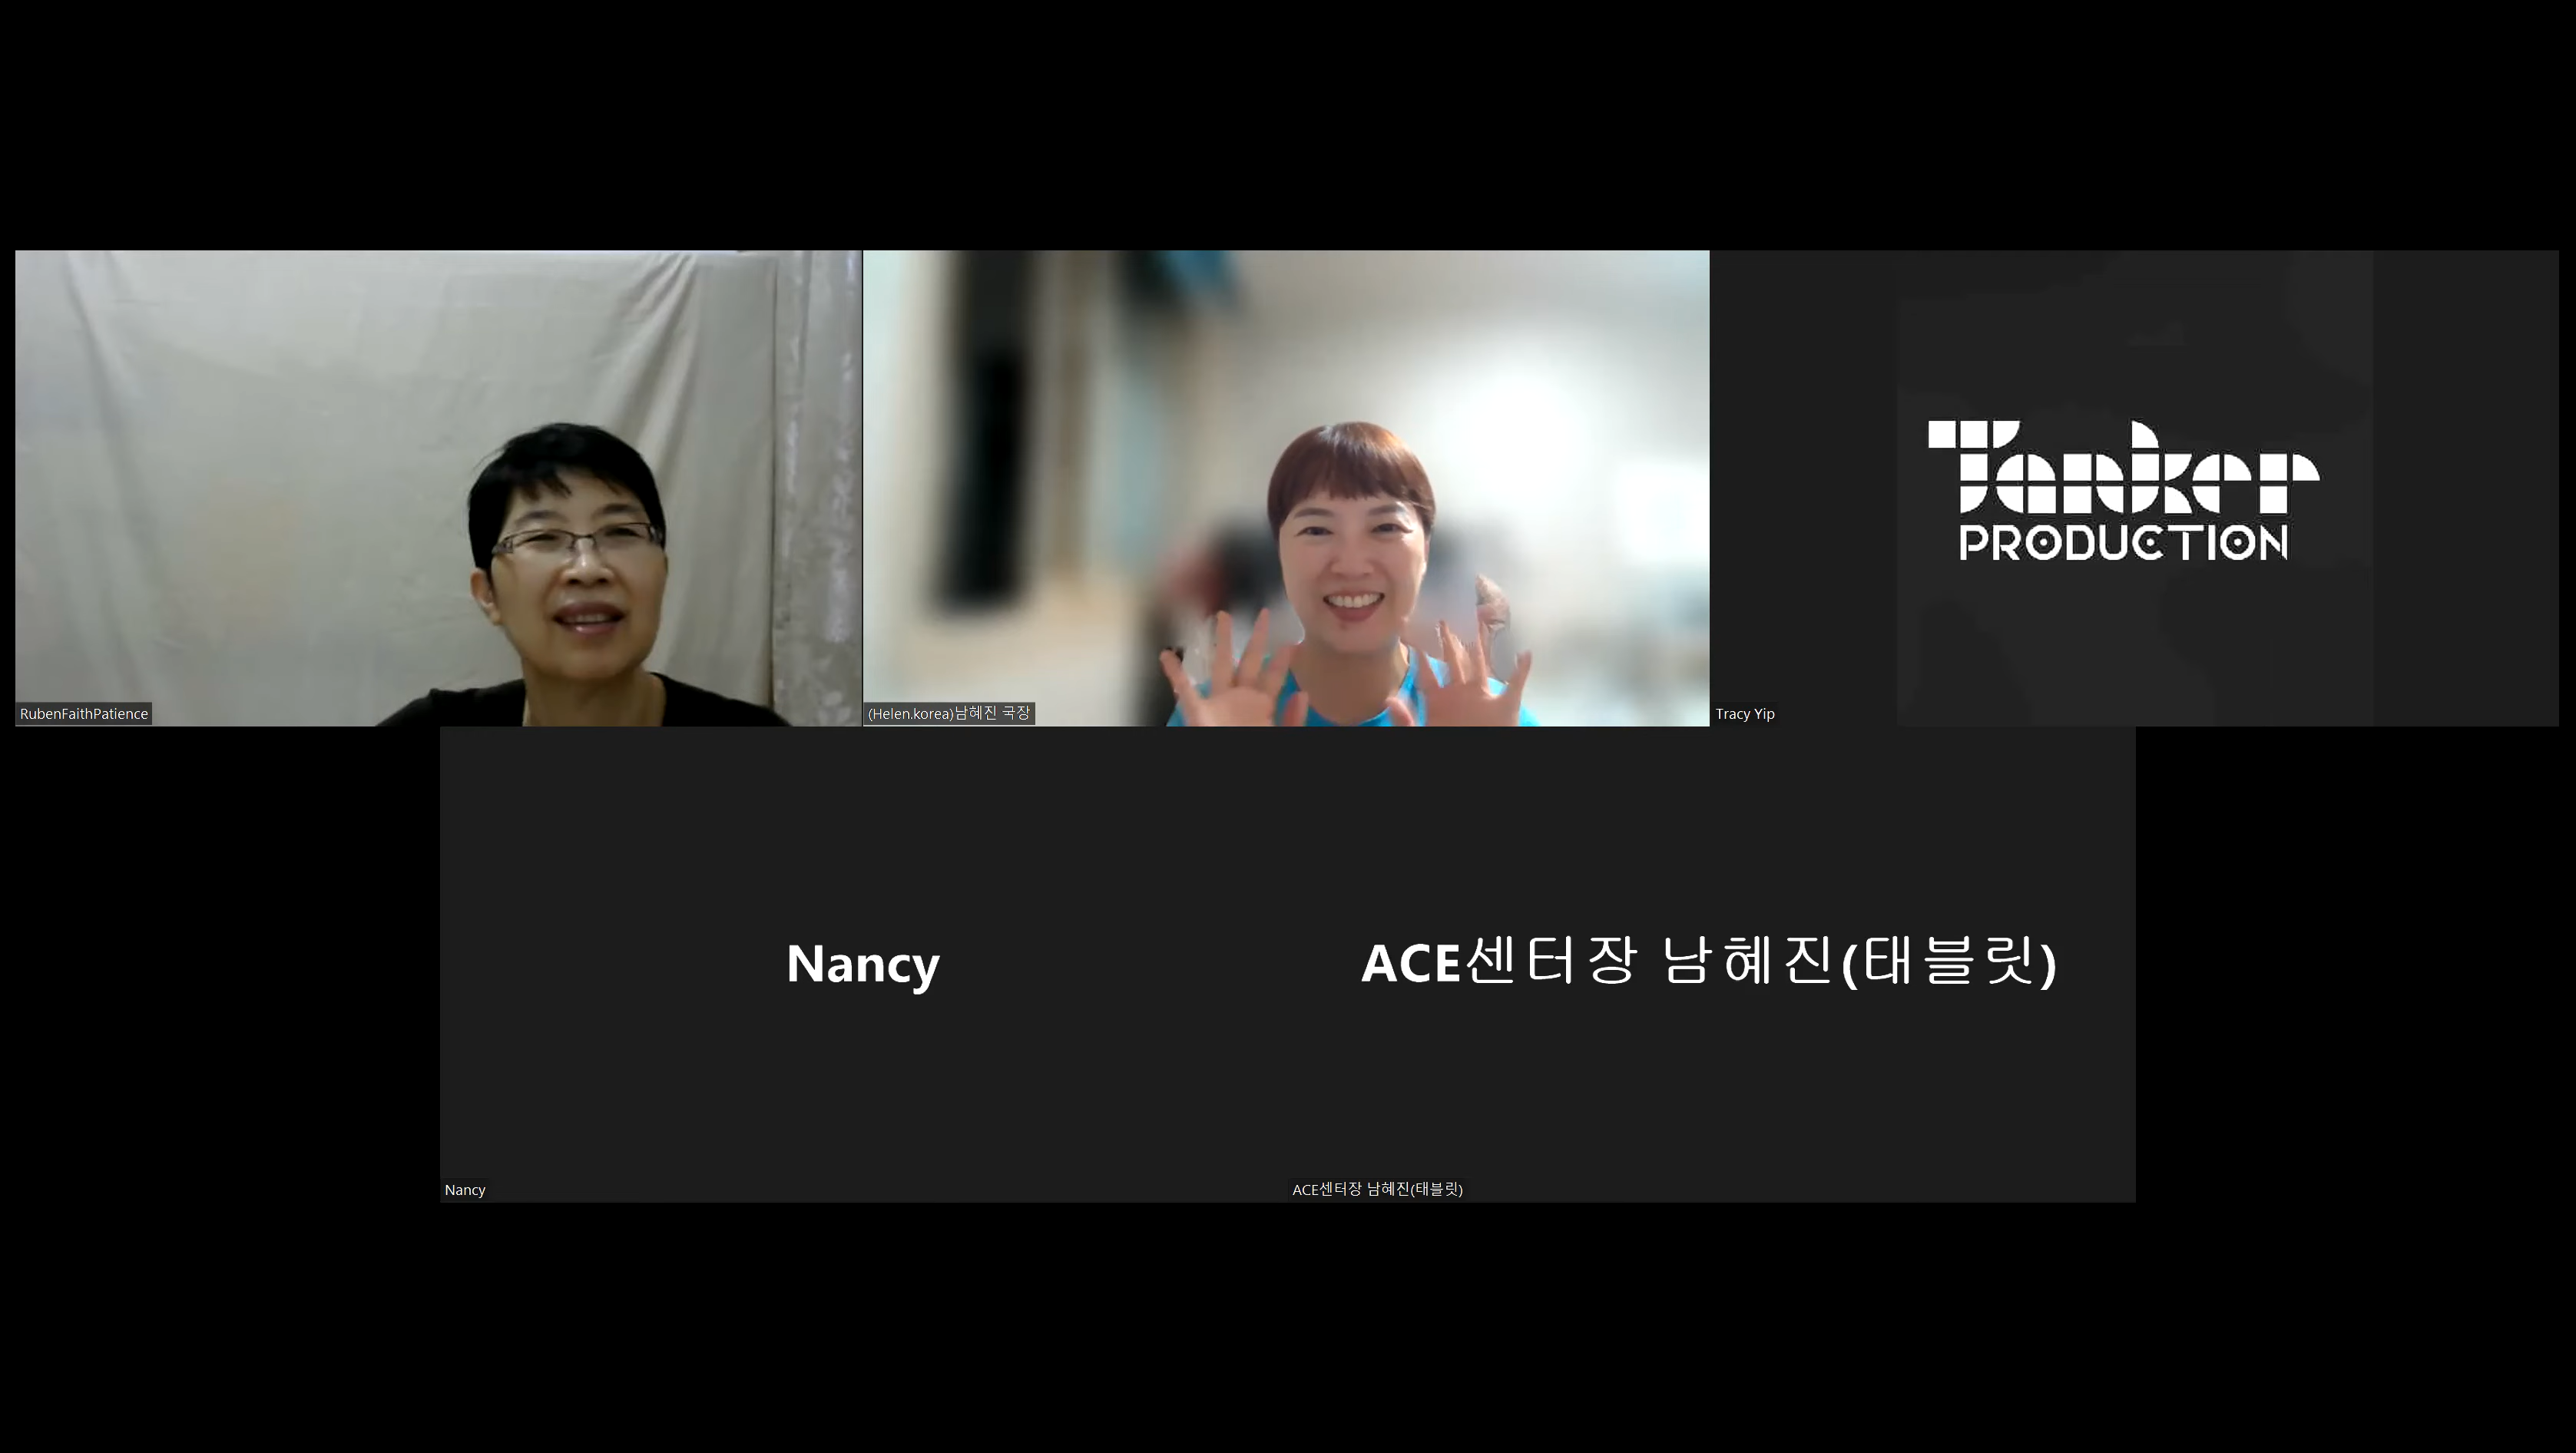 Tanker
PRODUCTION
RubenFaithPatience
(Helen.korea)남혜진 국장
Tracy Yip
Nancy
ACE센터장 남혜진(태블릿)
Nancy
ACE센터장 남혜진(태블릿)